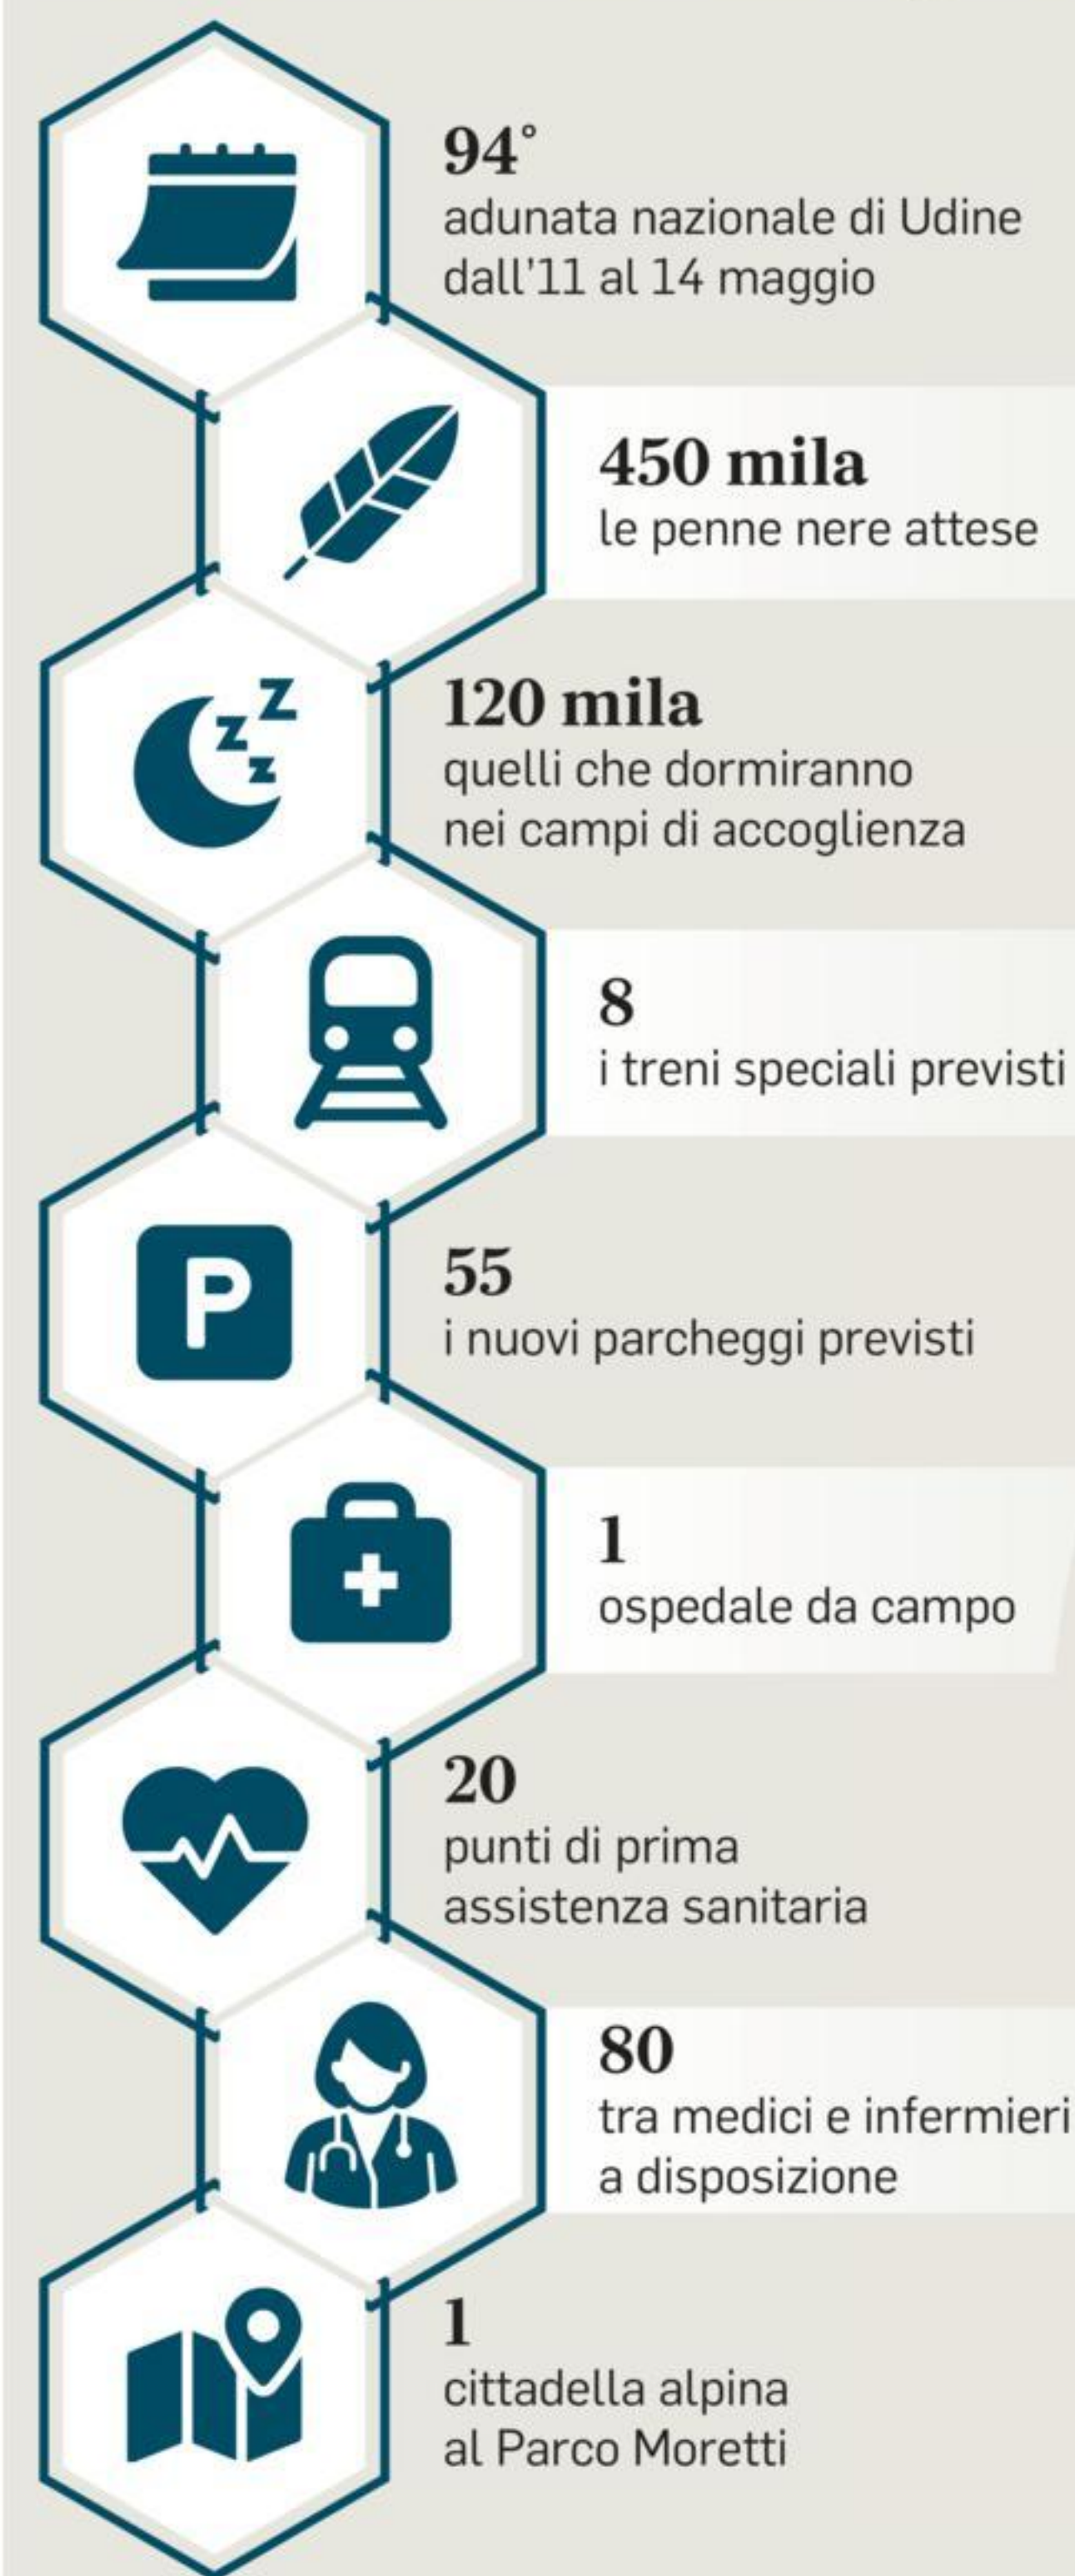 94°
adunata nazionale di Udine
dall'11 al 14 maggio
450 mila
le penne nere attese
z z z
120 mila
quelli che dormiranno
nei campi di accoglienza
8
i treni speciali previsti
P
55
i nuovi parcheggi previsti
1
ospedale da campo
20
punti di prima
assistenza sanitaria
80
tra medici e infermieri
a disposizione
1
cittadella alpina
al Parco Moretti